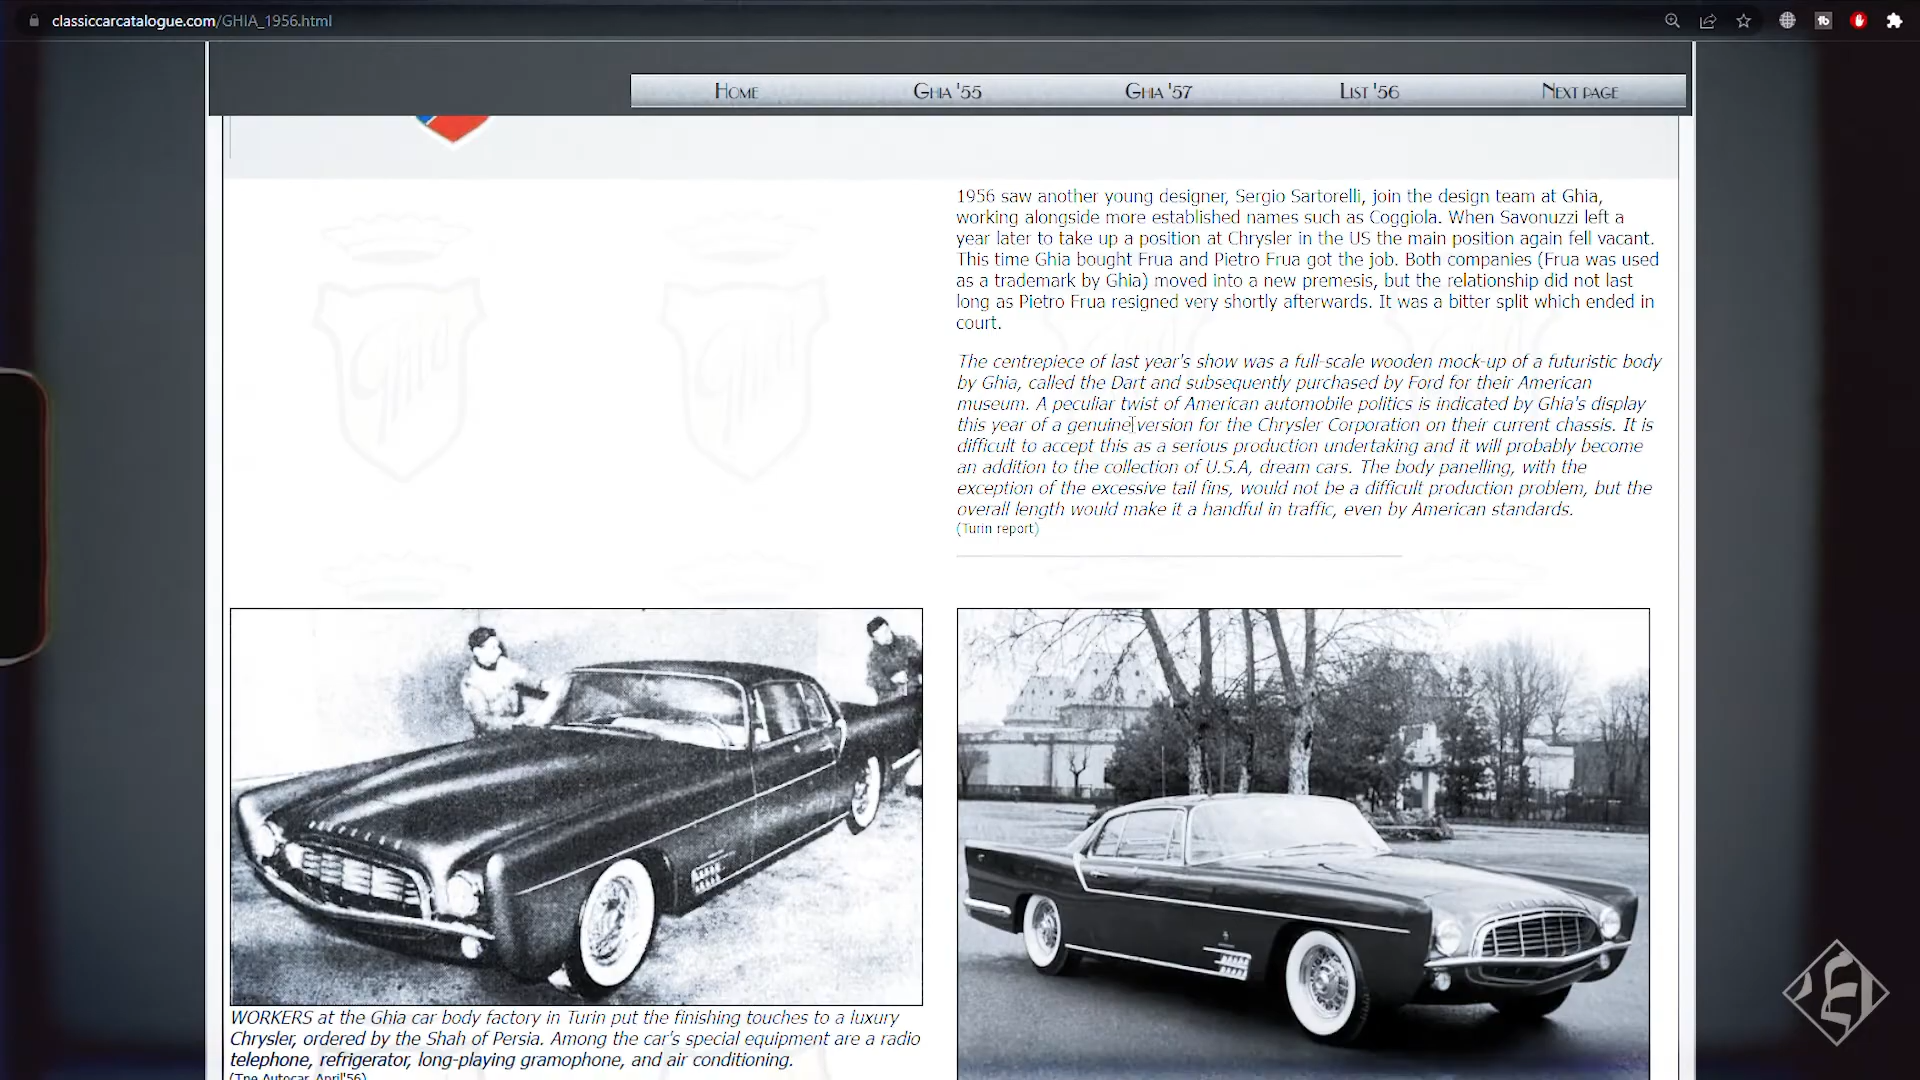 classiccarcatalogue.com/GHIA_1956.html
Home
Ghia '55
Ghia '57
List '56
Next page
1956 saw another young designer, Sergio Sartorelli, join the design team at Ghia,
working alongside more established names such as Coggiola. When Savonuzzi left a
year later to take up a position at Chrysler in the US the main position again fell vacant.
This time Ghia bought Frua and Pietro Frua got the job. Both companies (Frua was used
as a trademark by Ghia) moved into a new premesis, but the relationship did not last
long as Pietro Frua resigned very shortly afterwards. It was a bitter split which ended in
court.
The centrepiece of last year's show was a full-scale wooden mock-up of a futuristic body
by Ghia, called the Dart and subsequently purchased by Ford for their American
museum. A peculiar twist of American automobile politics is indicated by Ghia's display
this year of a genuine version for the Chrysler Corporation on their current chassis. It is
difficult to accept this as a serious production undertaking and it will probably become
an addition to the collection of U.S.A, dream cars. The body panelling, with the
exception of the excessive tail fins, would not be a difficult production problem, but the
overall length would make it a handful in traffic, even by American standards.
(Turin report)
Ghia
Ghia
WORKERS at the Ghia car body factory in Turin put the finishing touches to a luxury
Chrysler, ordered by the Shah of Persia. Among the car's special equipment are a radio
telephone, refrigerator, long-playing gramophone, and air conditioning.
(The Autocar, April'56)